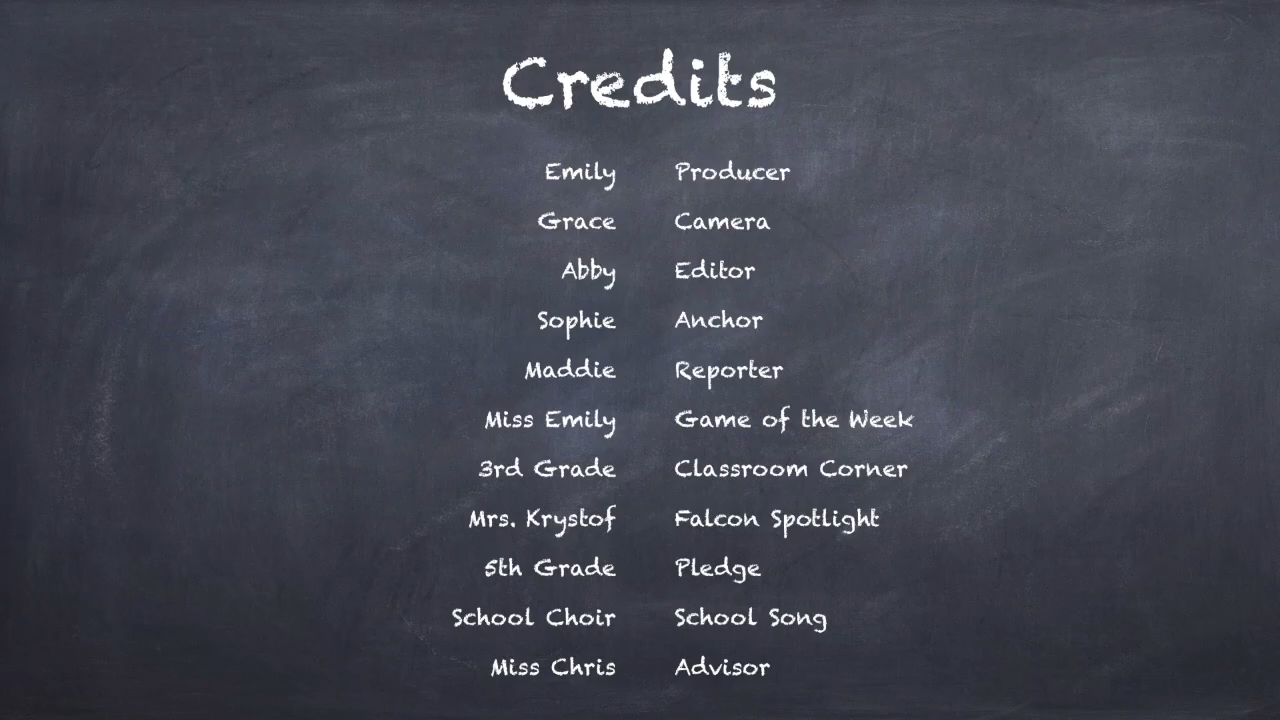 Credits
Emily Producer
Grace Camera
Abby Editor
Sophie Anchor
Maddie Reporter
Miss Emily Game of the Week
3rd Grade Classroom Corner
Mrs. Krystof Falcon Spotlight
5th Grade Pledge
School Choir School Song
Miss Chris Advisor